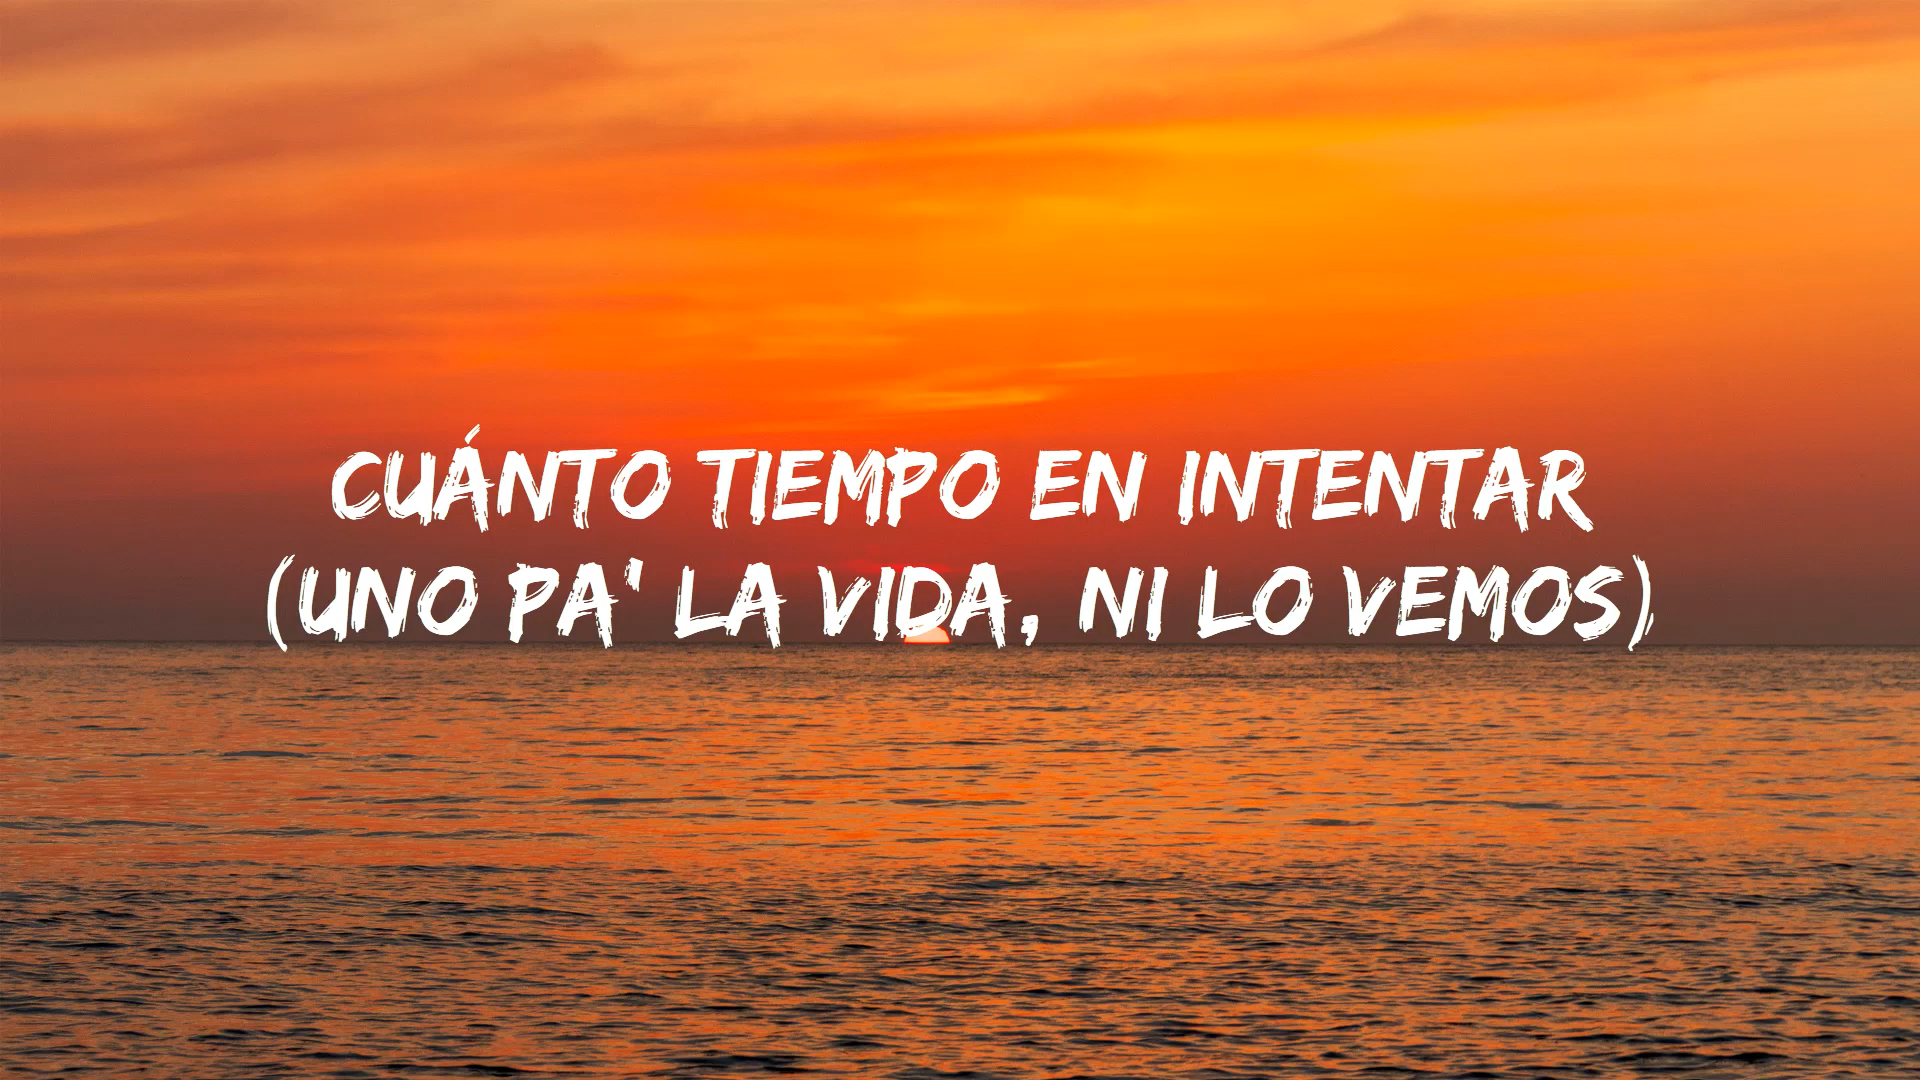 CUÁNTO TIEMPO EN INTENTAR
(UNO PA' LA VIDA, NI LO VEMOS)